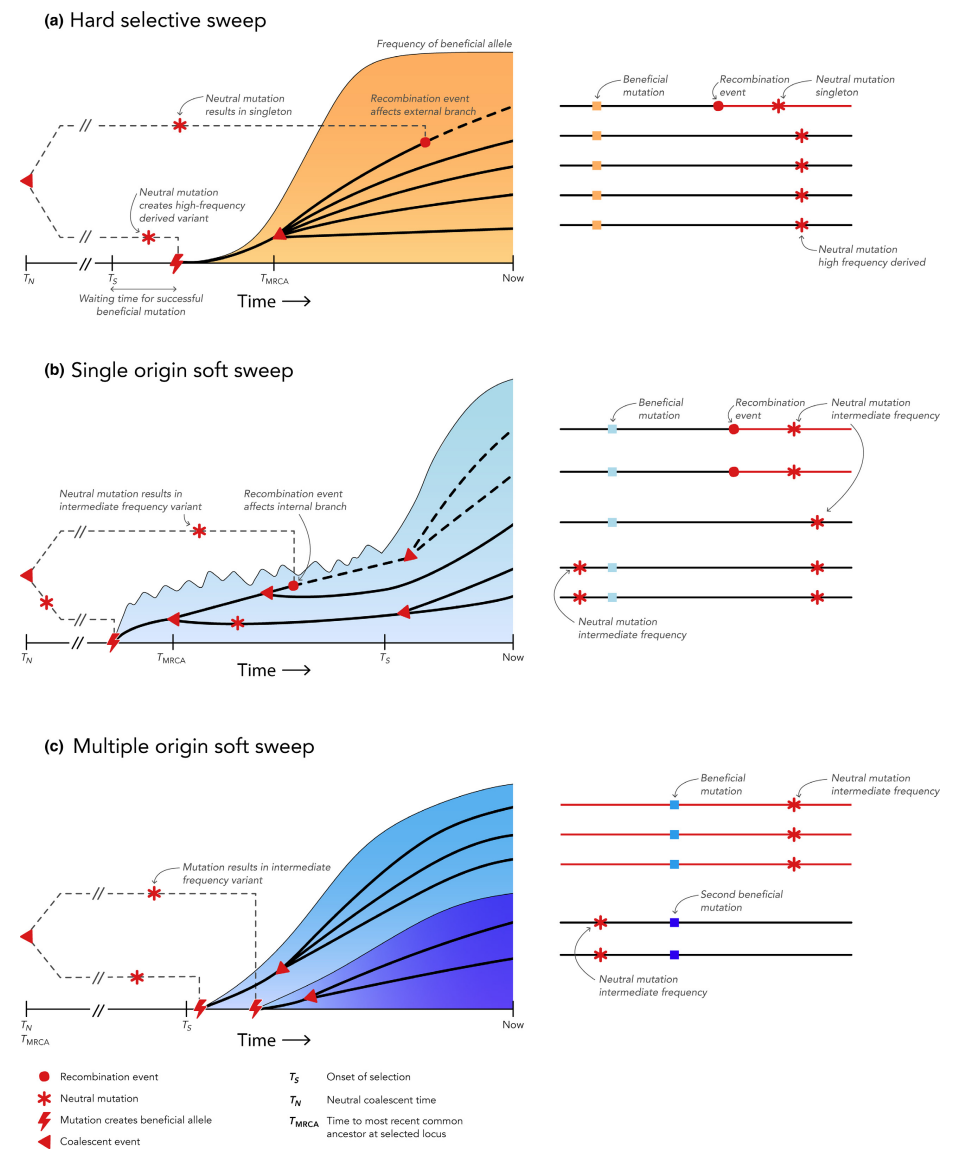 (a) Hard selective sweep
Frequency of beneficial allele
Neutral mutation
results in singleton
Recombination event
affects external branch
Neutral mutation
creates high-frequency
derived variant
T_N
T_S
T_MRCA
Now
Waiting time for successful
beneficial mutation
Time
Beneficial
mutation
Recombination
event
Neutral mutation
singleton
Neutral mutation
high frequency derived
(b) Single origin soft sweep
Neutral mutation results in
intermediate frequency variant
Recombination event
affects internal branch
T_N
T_MRCA
T_S
Now
Time
Beneficial
mutation
Recombination
event
Neutral mutation
intermediate frequency
Neutral mutation
intermediate frequency
(c) Multiple origin soft sweep
Mutation results in intermediate
frequency variant
T_N
T_MRCA
T_S
Now
Time
Beneficial
mutation
Neutral mutation
intermediate frequency
Second beneficial
mutation
Neutral mutation
intermediate frequency
Recombination event
Neutral mutation
Mutation creates beneficial allele
Coalescent event
T_S Onset of selection
T_N Neutral coalescent time
T_MRCA Time to most recent common
ancestor at selected locus